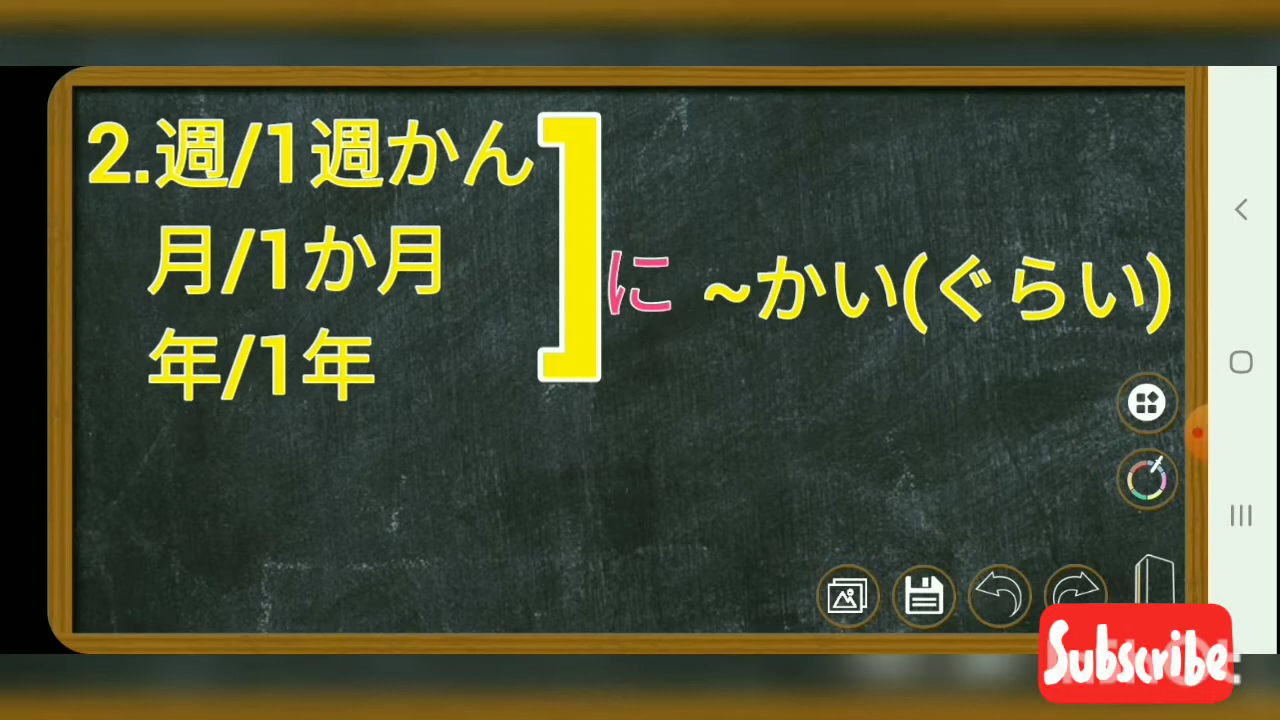 2.週/1週かん
月/1か月
年/1年
に ~かい(ぐらい)
Subscribe